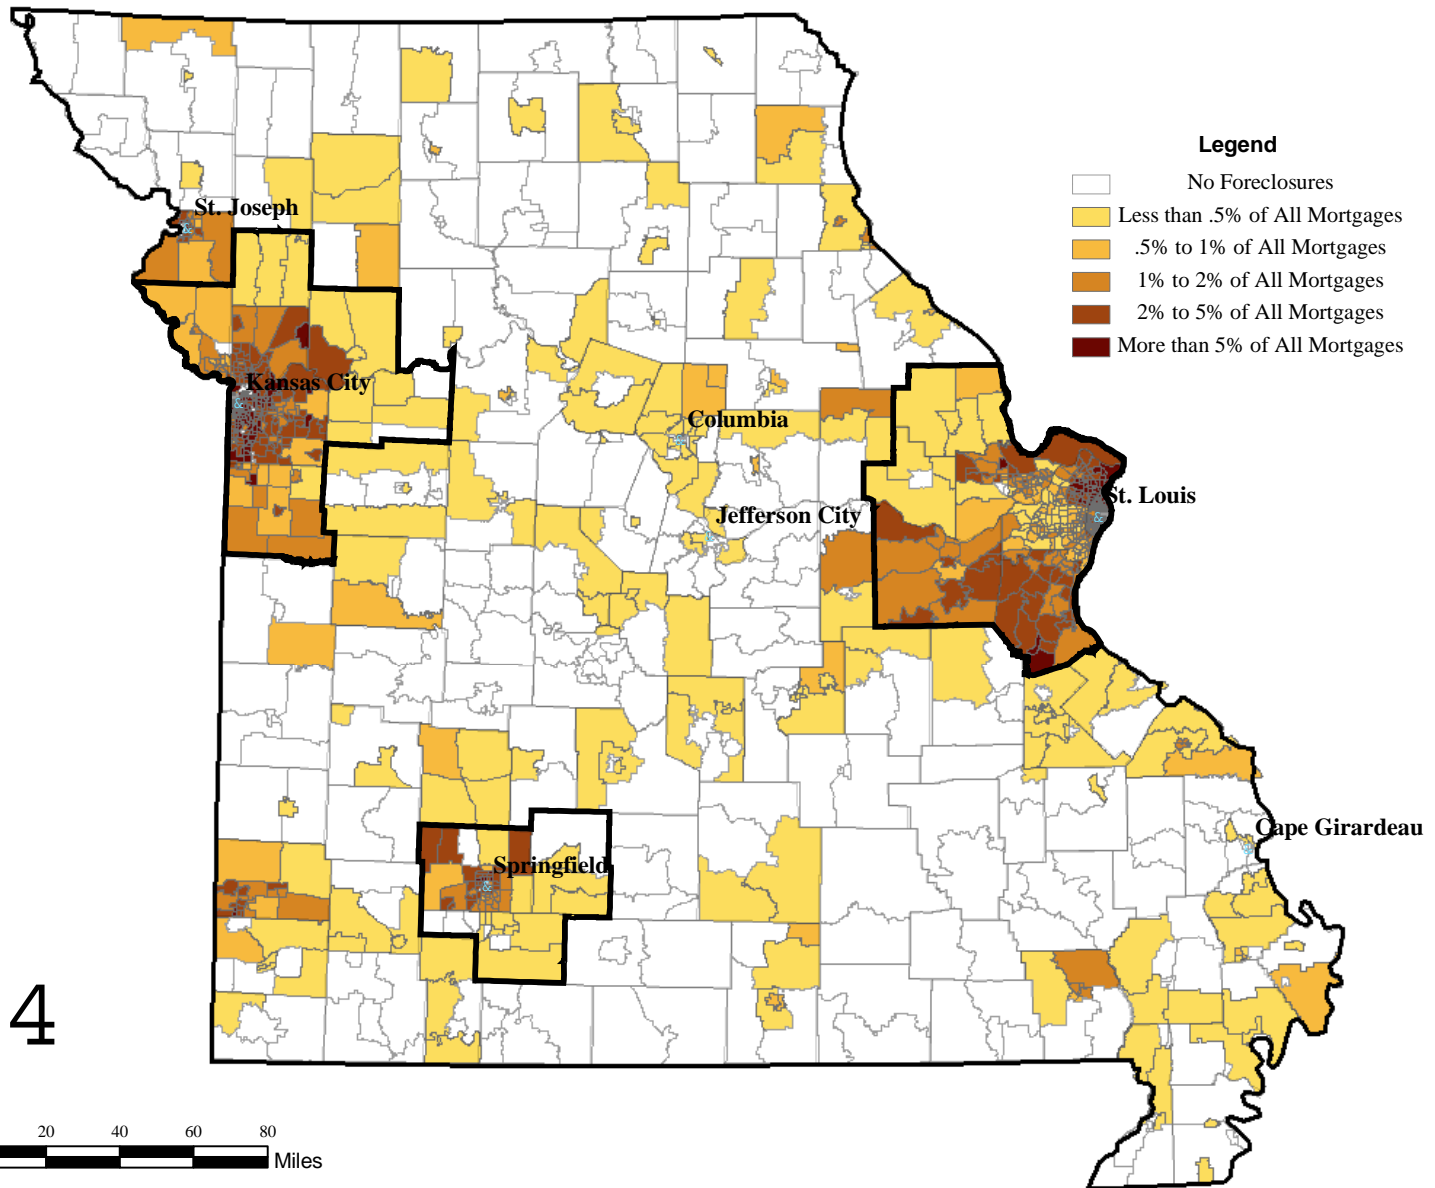 Legend
No Foreclosures
Less than .5% of All Mortgages
.5% to 1% of All Mortgages
1% to 2% of All Mortgages
2% to 5% of All Mortgages
More than 5% of All Mortgages
St. Joseph
Kansas City
Columbia
St. Louis
Jefferson City
Cape Girardeau
Springfield
4
20 40 60 80
Miles